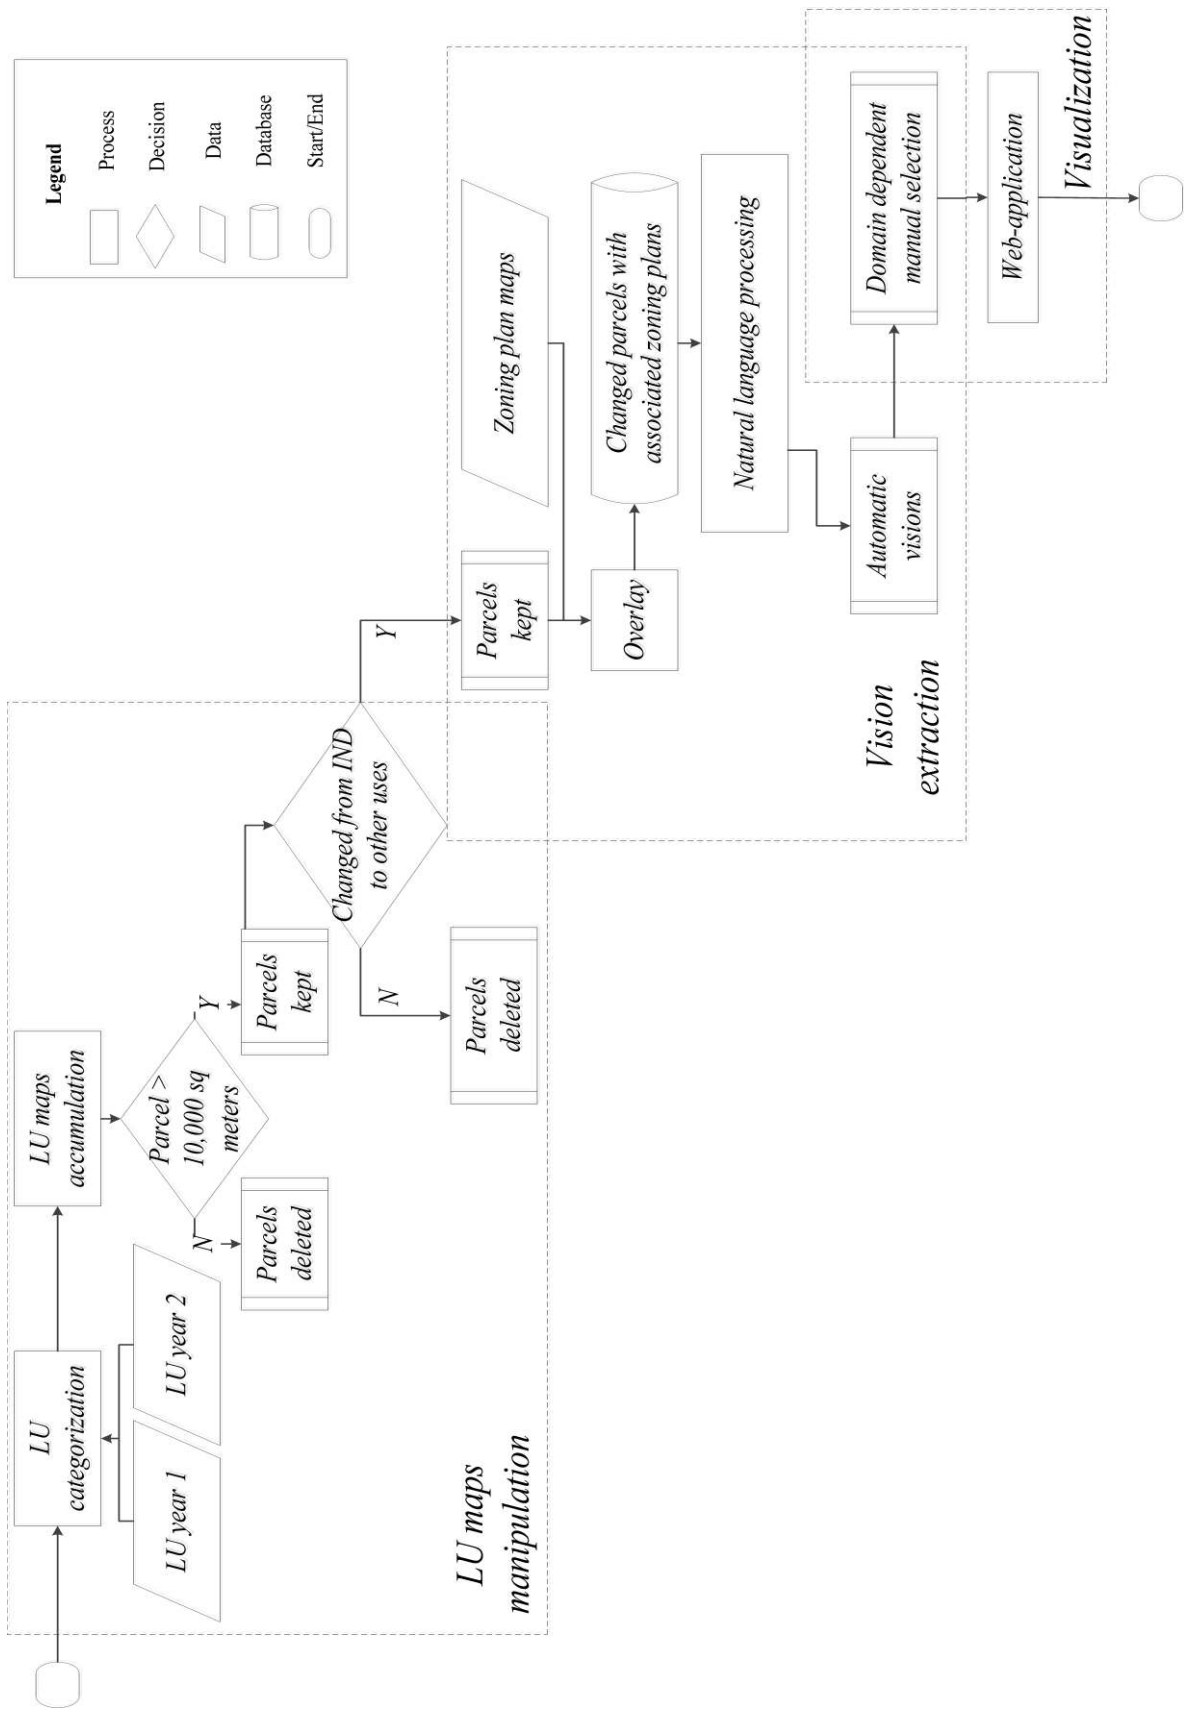 LU
categorization
LU maps
accumulation
LU year 1
LU year 2
Parcel >
10,000 sq
meters
N
Y
Parcels
deleted
Parcels
kept
Changed from IND
to other uses
N
Y
Parcels
deleted
LU maps
manipulation
Parcels
kept
Zoning plan maps
Overlay
Changed parcels with
associated zoning plans
Natural language processing
Automatic
visions
Domain dependent
manual selection
Vision
extraction
Web-application
Visualization
Legend
Process
Decision
Data
Database
Start/End